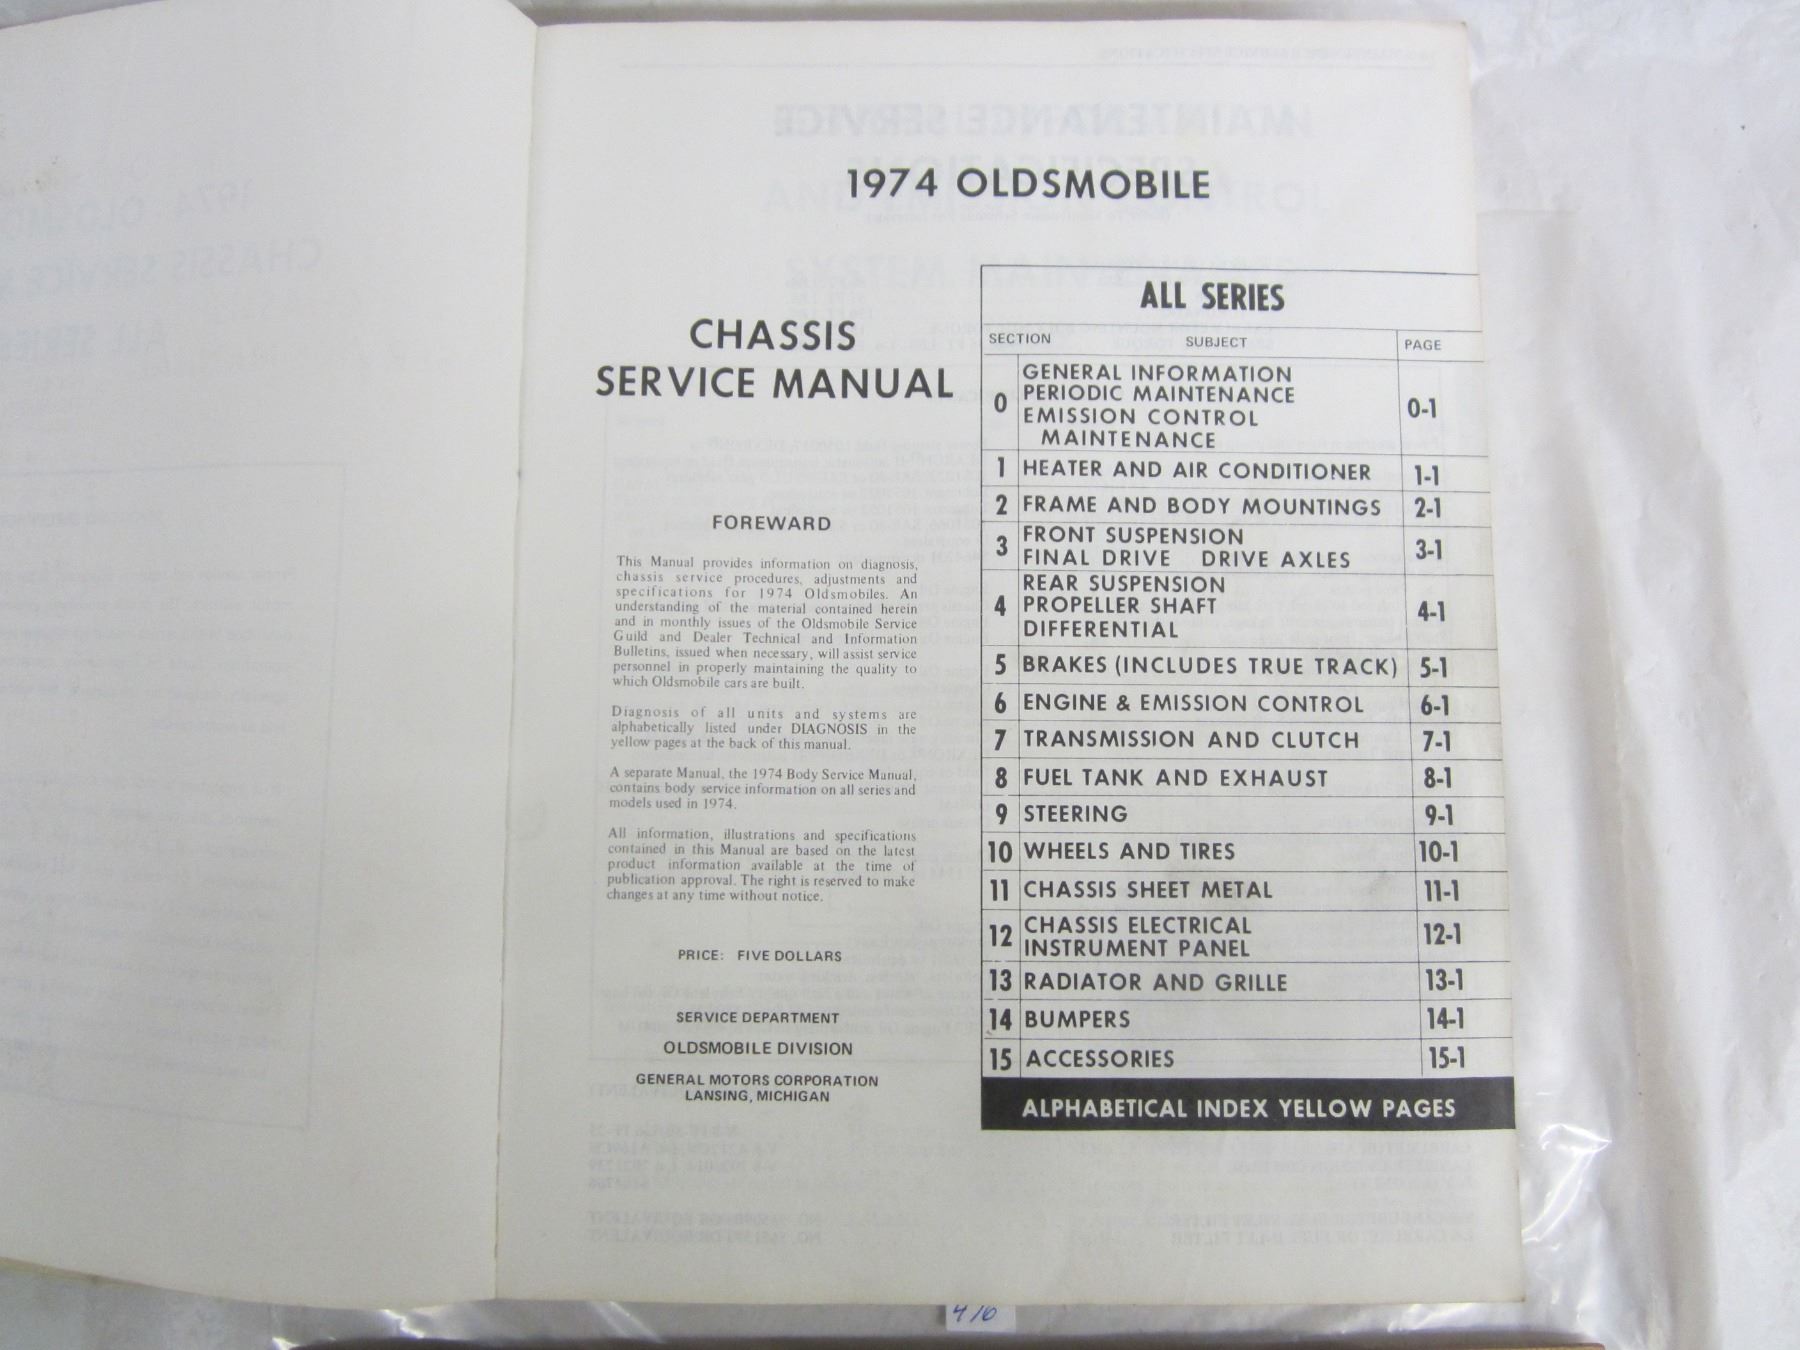 1974 OLDSMOBILE
CHASSIS
SERVICE MANUAL
FOREWARD
This Manual provides information on diagnosis,
chassis service procedures, adjustments and
specifications for 1974 Oldsmobiles. An
understanding of the material contained herein
and in monthly issues of the Oldsmobile Service
Guild and Dealer Technical and Information
Bulletins, issued when necessary, will assist service
personnel in properly maintaining the quality to
which Oldsmobile cars are built.
Diagnosis of all units and systems are
alphabetically listed under DIAGNOSIS in the
yellow pages at the back of this manual.
A separate Manual, the 1974 Body Service Manual,
contains body service information on all series and
models used in 1974.
All information, illustrations and specifications
contained in this Manual are based on the latest
product information available at the time of
publication approval. The right is reserved to make
changes at any time without notice.
PRICE: FIVE DOLLARS
SERVICE DEPARTMENT
OLDSMOBILE DIVISION
GENERAL MOTORS CORPORATION
LANSING, MICHIGAN
ALL SERIES
SECTION SUBJECT PAGE
GENERAL INFORMATION
PERIODIC MAINTENANCE
0 EMISSION CONTROL 0-1
MAINTENANCE
1 HEATER AND AIR CONDITIONER 1-1
2 FRAME AND BODY MOUNTINGS 2-1
3 FRONT SUSPENSION 3-1
FINAL DRIVE DRIVE AXLES
REAR SUSPENSION
4 PROPELLER SHAFT 4-1
DIFFERENTIAL
5 BRAKES (INCLUDES TRUE TRACK) 5-1
6 ENGINE & EMISSION CONTROL 6-1
7 TRANSMISSION AND CLUTCH 7-1
8 FUEL TANK AND EXHAUST 8-1
9 STEERING 9-1
10 WHEELS AND TIRES 10-1
11 CHASSIS SHEET METAL 11-1
12 CHASSIS ELECTRICAL 12-1
INSTRUMENT PANEL
13 RADIATOR AND GRILLE 13-1
14 BUMPERS 14-1
15 ACCESSORIES 15-1
ALPHABETICAL INDEX YELLOW PAGES